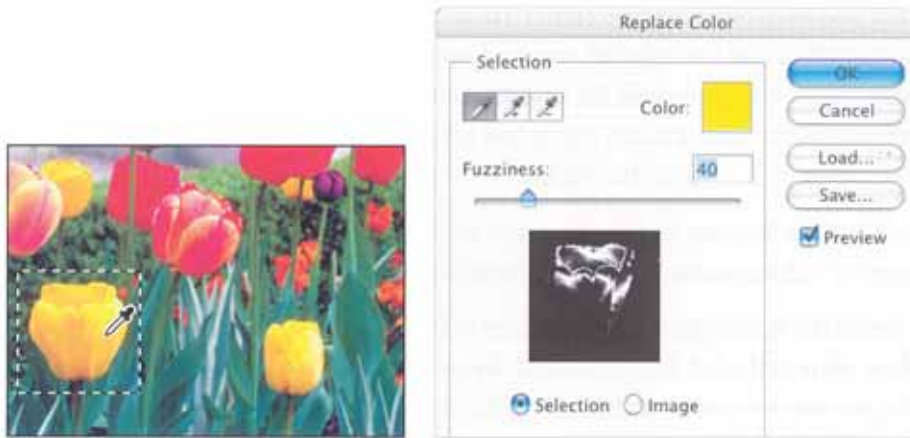 Replace Color
Selection
Color:
OK
Cancel
Fuzziness:
40
Load...
Save...
Preview
Selection
Image